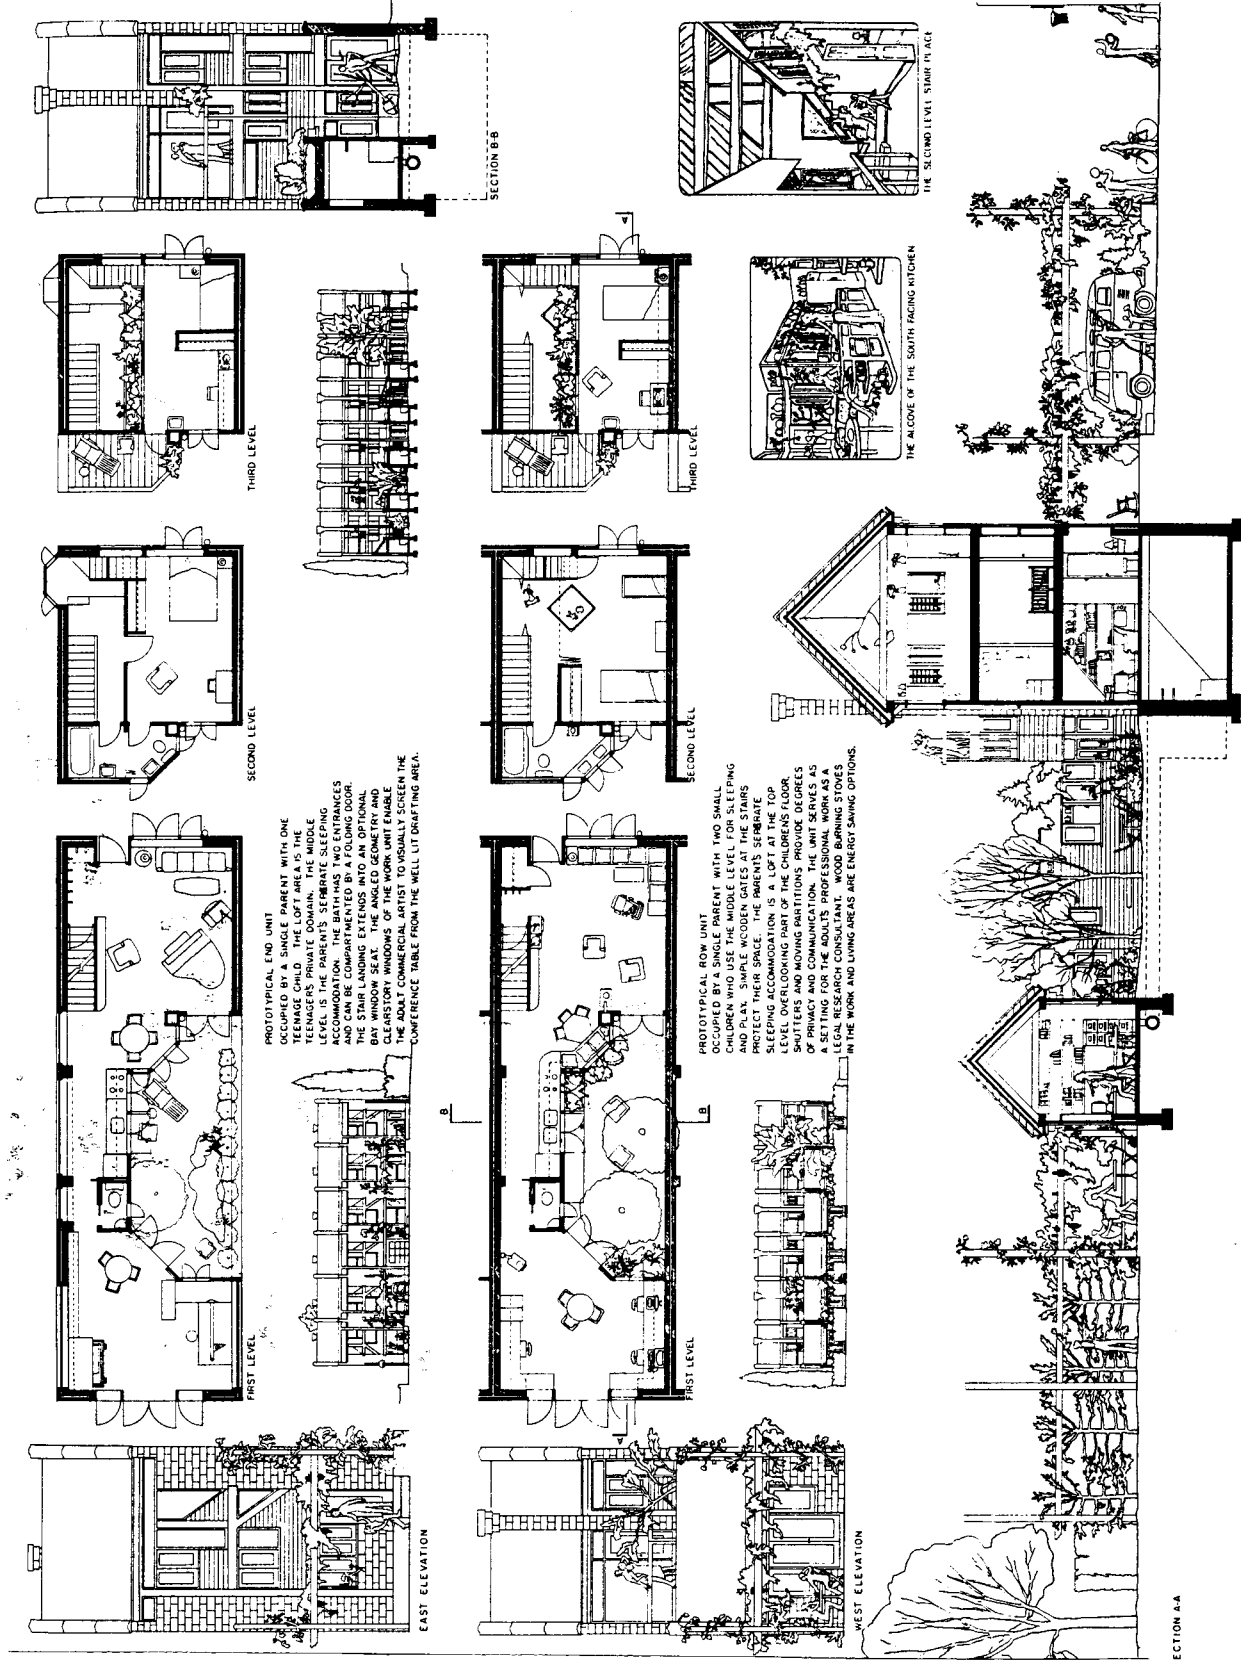 SECTION B-B
THE SECOND LEVEL STAIR PLACE
THIRD LEVEL
SECOND LEVEL
FIRST LEVEL
PROTOTYPICAL END UNIT
OCCUPIED BY A SINGLE PARENT WITH ONE
TEENAGE CHILD. THE LOFT AREA IS THE
TEENAGERS PRIVATE DOMAIN. THE MIDDLE
LEVEL IS THE PARENT'S SEPARATE SLEEPING
ACCOMMODATION. THE BATH HAS TWO ENTRANCES
AND CAN BE COMPARTMENTED BY A FOLDING DOOR.
THE STAIR LANDING EXTENDS INTO AN OPTIONAL
BAY WINDOW SEAT. THE ANGLED GEOMETRY AND
CLEARSTORY WINDOWS OF THE WORK UNIT ENABLE
THE ADULT COMMERCIAL ARTIST TO VISUALLY SCREEN THE
CONFERENCE TABLE FROM THE WELL LIT DRAFTING AREA.
EAST ELEVATION
THIRD LEVEL
THE ALCOVE OF THE SOUTH FACING KITCHEN
SECOND LEVEL
FIRST LEVEL
A
B
B
A
PROTOTYPICAL ROW UNIT
OCCUPIED BY A SINGLE PARENT WITH TWO SMALL
CHILDREN WHO USE THE MIDDLE LEVEL FOR SLEEPING
AND PLAY. SIMPLE WOODEN GATES AT THE STAIRS
PROTECT THEIR SPACE. THE PARENT'S SEPERATE
SLEEPING ACCOMMODATION IS A LOFT AT THE TOP
LEVEL OVERLOOKING PART OF THE CHILDREN'S FLOOR.
SHUTTERS AND MOVING PARTITIONS PROVIDE DEGREES
OF PRIVACY AND COMMUNICATION. THE UNIT SERVES AS
A SETTING FOR THE ADULTS PROFESSIONAL WORK AS A
LEGAL RESEARCH CONSULTANT. WOOD BURNING STOVES
IN THE WORK AND LIVING AREAS ARE ENERGY SAVING OPTIONS.
WEST ELEVATION
ECTION A-A